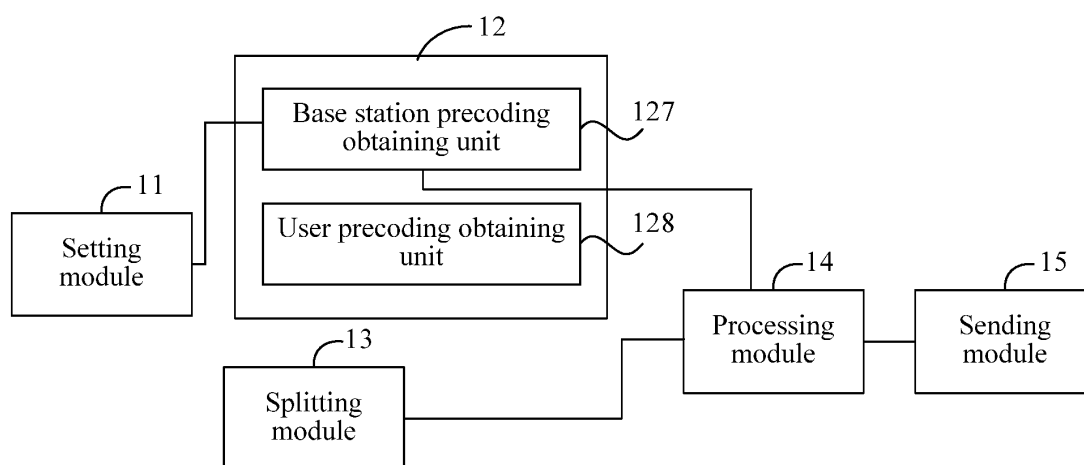 12
Base station precoding
obtaining unit
127
11
Setting
module
User precoding obtaining
unit
128
14
Processing
module
15
Sending
module
13
Splitting
module